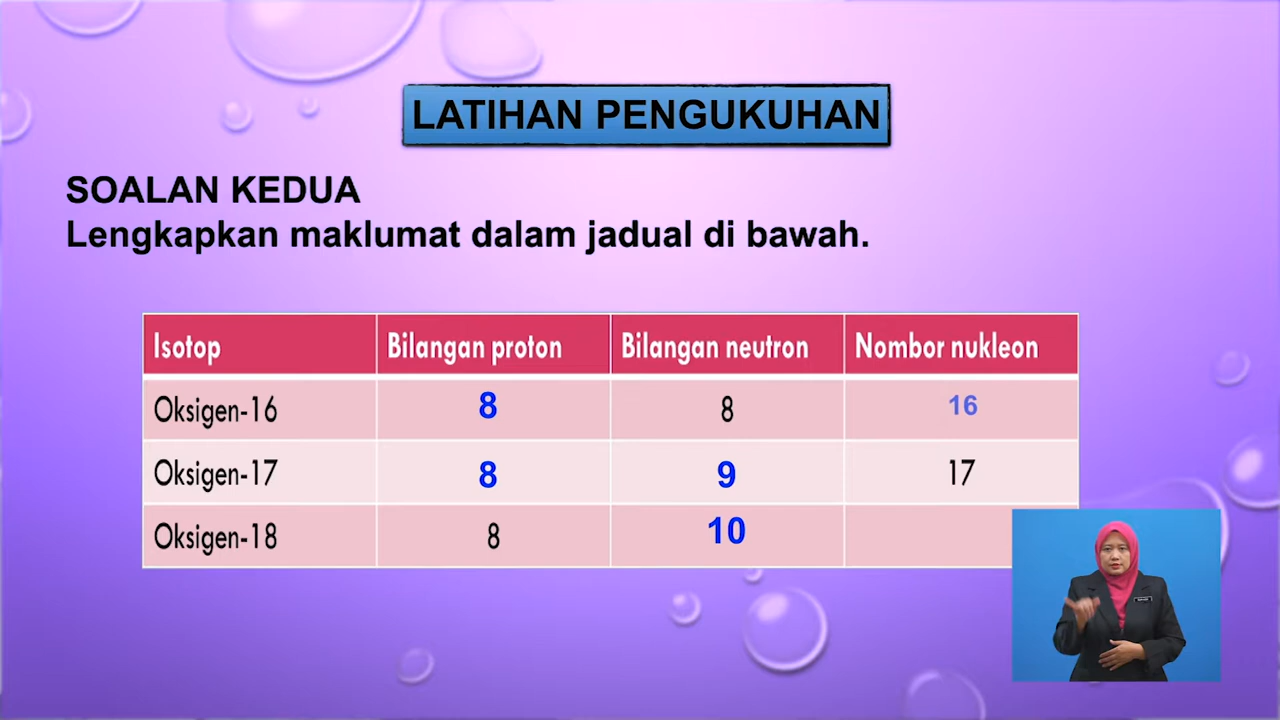 LATIHAN PENGUKUHAN
SOALAN KEDUA
Lengkapkan maklumat dalam jadual di bawah.
Isotop Bilangan proton Bilangan neutron Nombor nukleon
Oksigen-16 8 8 16
Oksigen-17 8 9 17
Oksigen-18 8 10